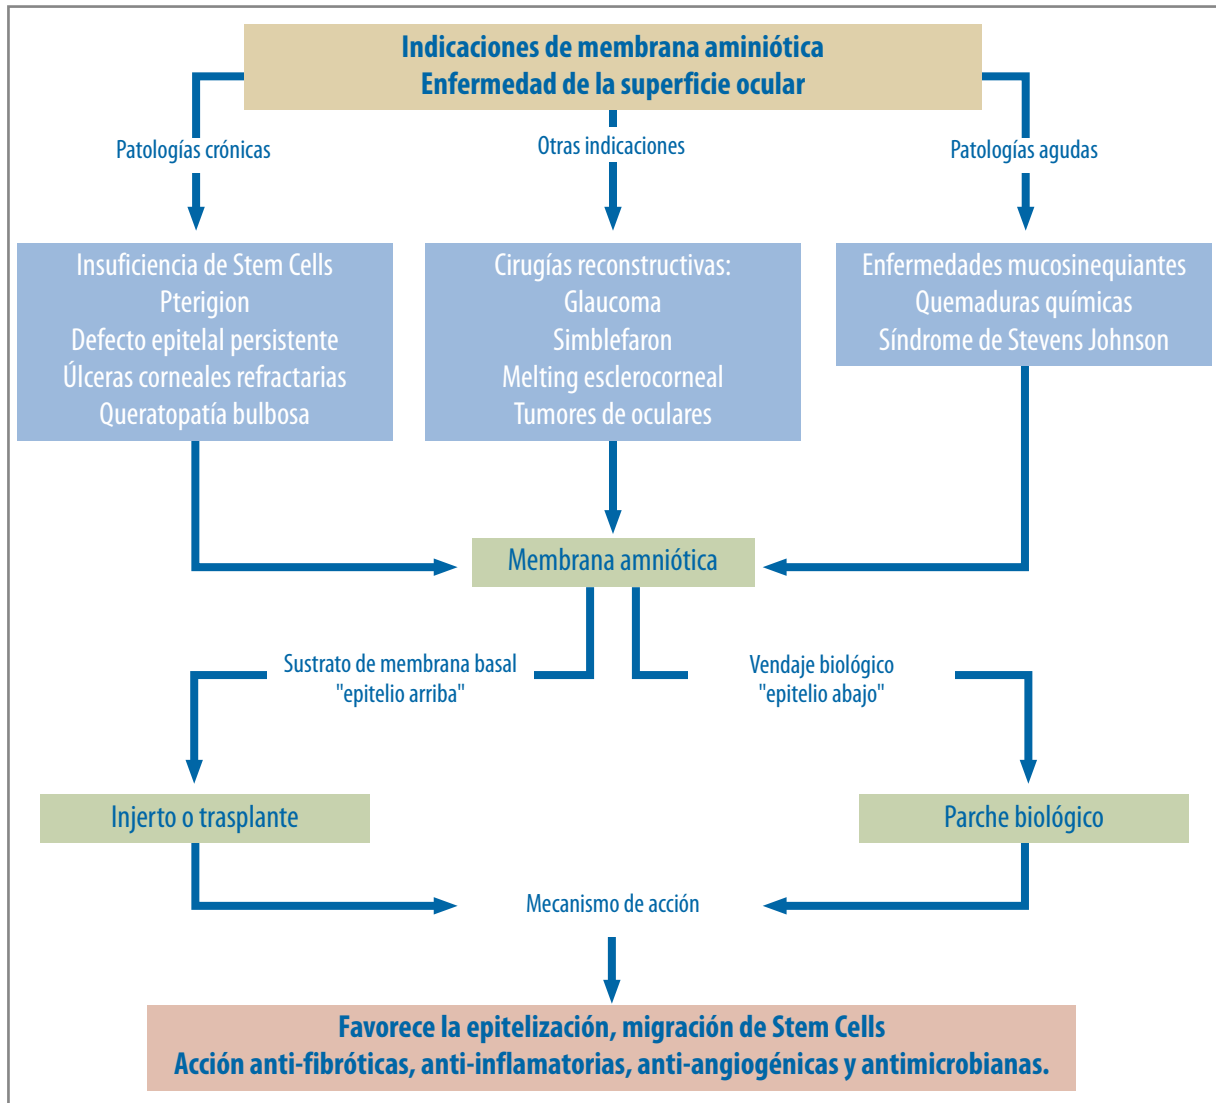 Indicaciones de membrana aminiótica
Enfermedad de la superficie ocular
Patologías crónicas
Otras indicaciones
Patologías agudas
Insuficiencia de Stem Cells
Pterigion
Defecto epitelal persistente
Úlceras corneales refractarias
Queratopatía bulbosa
Cirugías reconstructivas:
Glaucoma
Simblefaron
Melting esclerocorneal
Tumores de oculares
Enfermedades mucosinequiantes
Quemaduras químicas
Síndrome de Stevens Johnson
Membrana amniótica
Sustrato de membrana basal
"epitelio arriba"
Vendaje biológico
"epitelio abajo"
Injerto o trasplante
Parche biológico
Mecanismo de acción
Favorece la epitelización, migración de Stem Cells
Acción anti-fibróticas, anti-inflamatorias, anti-angiogénicas y antimicrobianas.